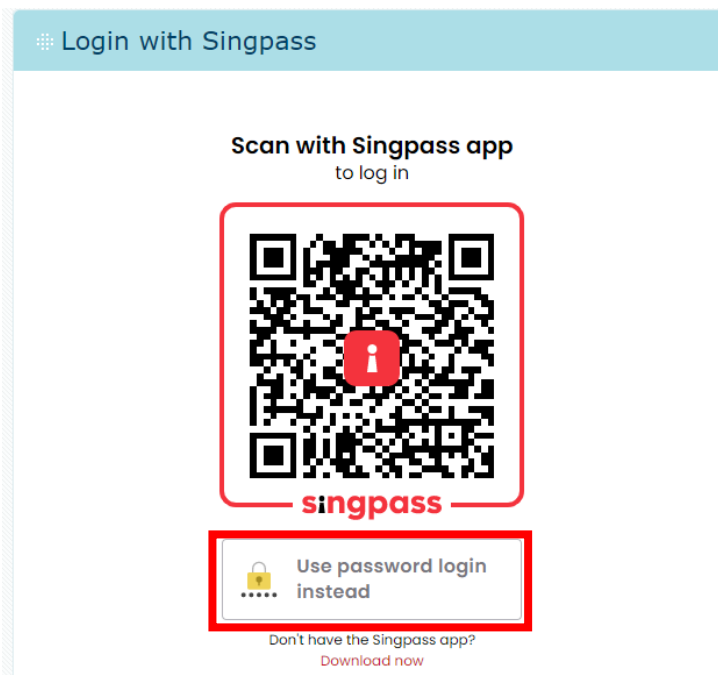 Login with Singpass
Scan with Singpass app
to log in
singpass
Use password login
instead
Don't have the Singpass app?
Download now